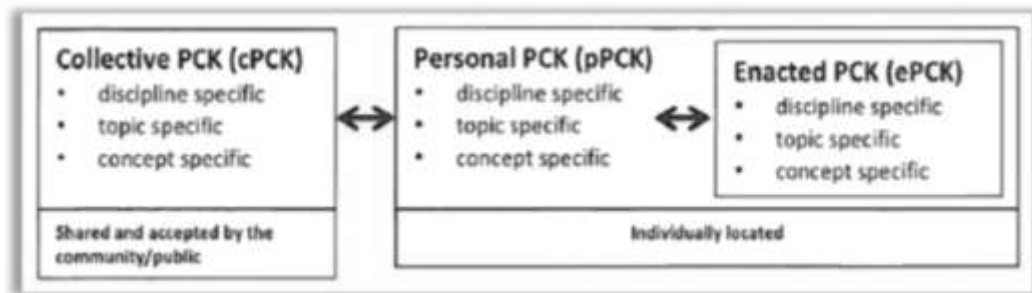 Collective PCK (cPCK)
• discipline specific
• topic specific
• concept specific
Shared and accepted by the
community/public
Personal PCK (pPCK)
• discipline specific
• topic specific
• concept specific
Enacted PCK (ePCK)
• discipline specific
• topic specific
• concept specific
Individually located